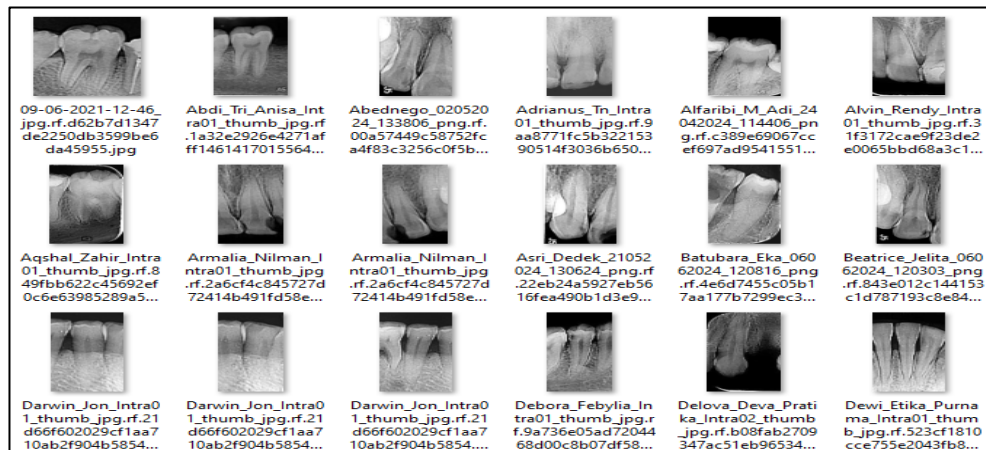 09-06-2021-12-46_
jpg.rf.d62b7d1347
de2250db3599be6
da45955.jpg
Abdi_Tri_Anisa_Int
ra01_thumb_jpg.rf
.1a32e2926e4271af
ff1461417015564...
Abednego_020520
24_133806_png.rf.
00a57449c58752fc
a4f83c3256c0f5b...
Adrianus_Tn_Intra
01_thumb_jpg.rf.9
aa8771fc5b322153
90514f3036b650...
Alfaribi_M_Adi_24
042024_114406_pn
g.rf.c389e69067cc
ef697ad9541551...
Alvin_Rendy_Intra
01_thumb_jpg.rf.3
1f3172cae9f23de2
e0065bbd68a3c1...
Aqshal_Zahir_Intra
01_thumb_jpg.rf.8
49fbb622c45692ef
0c6e63985289a5...
Armalia_Nilman_I
ntra01_thumb_jpg
.rf.2a6cf4c845727d
72414b491fd58e...
Armalia_Nilman_I
ntra01_thumb_jpg
.rf.2a6cf4c845727d
72414b491fd58e...
Asri_Dedek_21052
024_130624_png.rf
.22eb24a5927eb56
16fea490b1d3e9...
Batubara_Eka_060
62024_120816_png
.rf.4e6d7455c05b1
7aa177b7299ec3...
Beatrice_Jelita_060
62024_120303_png
.rf.843e012c144153
c1d787193c8e84...
Darwin_Jon_Intra0
1_thumb_jpg.rf.21
d66f602029cf1aa7
10ab2f904b5854...
Darwin_Jon_Intra0
1_thumb_jpg.rf.21
d66f602029cf1aa7
10ab2f904b5854...
Darwin_Jon_Intra0
1_thumb_jpg.rf.21
d66f602029cf1aa7
10ab2f904b5854...
Debora_Febylia_In
tra01_thumb_jpg.r
f.9a736e05ad72044
68d00c8b07df58...
Delova_Deva_Prati
ka_Intra02_thumb
_jpg.rf.b08fab2709
347ac51eb96534...
Dewi_Etika_Purna
ma_Intra01_thum
b_jpg.rf.523cf1810
cce755e2043fb8...